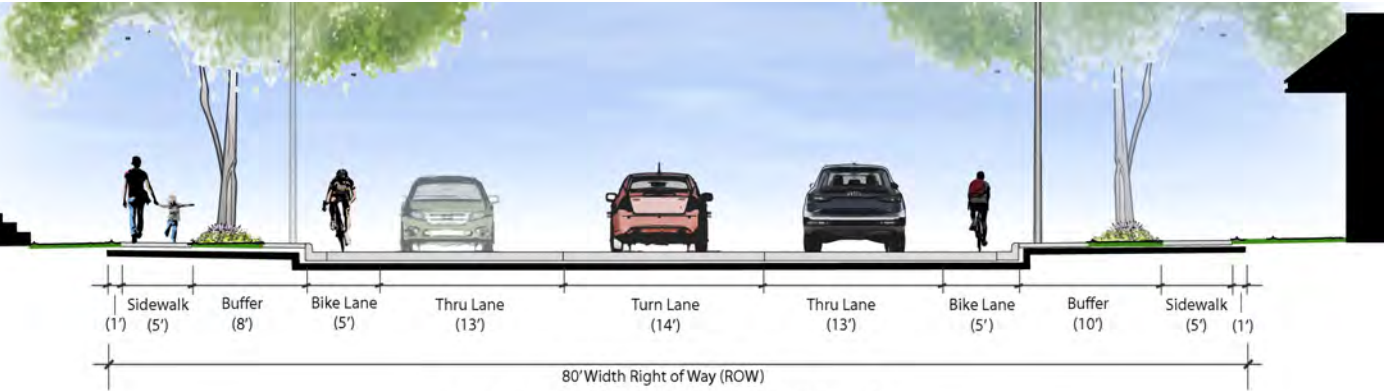 Sidewalk Buffer Bike Lane Thru Lane Turn Lane Thru Lane Bike Lane Buffer Sidewalk
(1') (5') (8') (5') (13') (14') (13') (5') (10') (5') (1')
80' Width Right of Way (ROW)